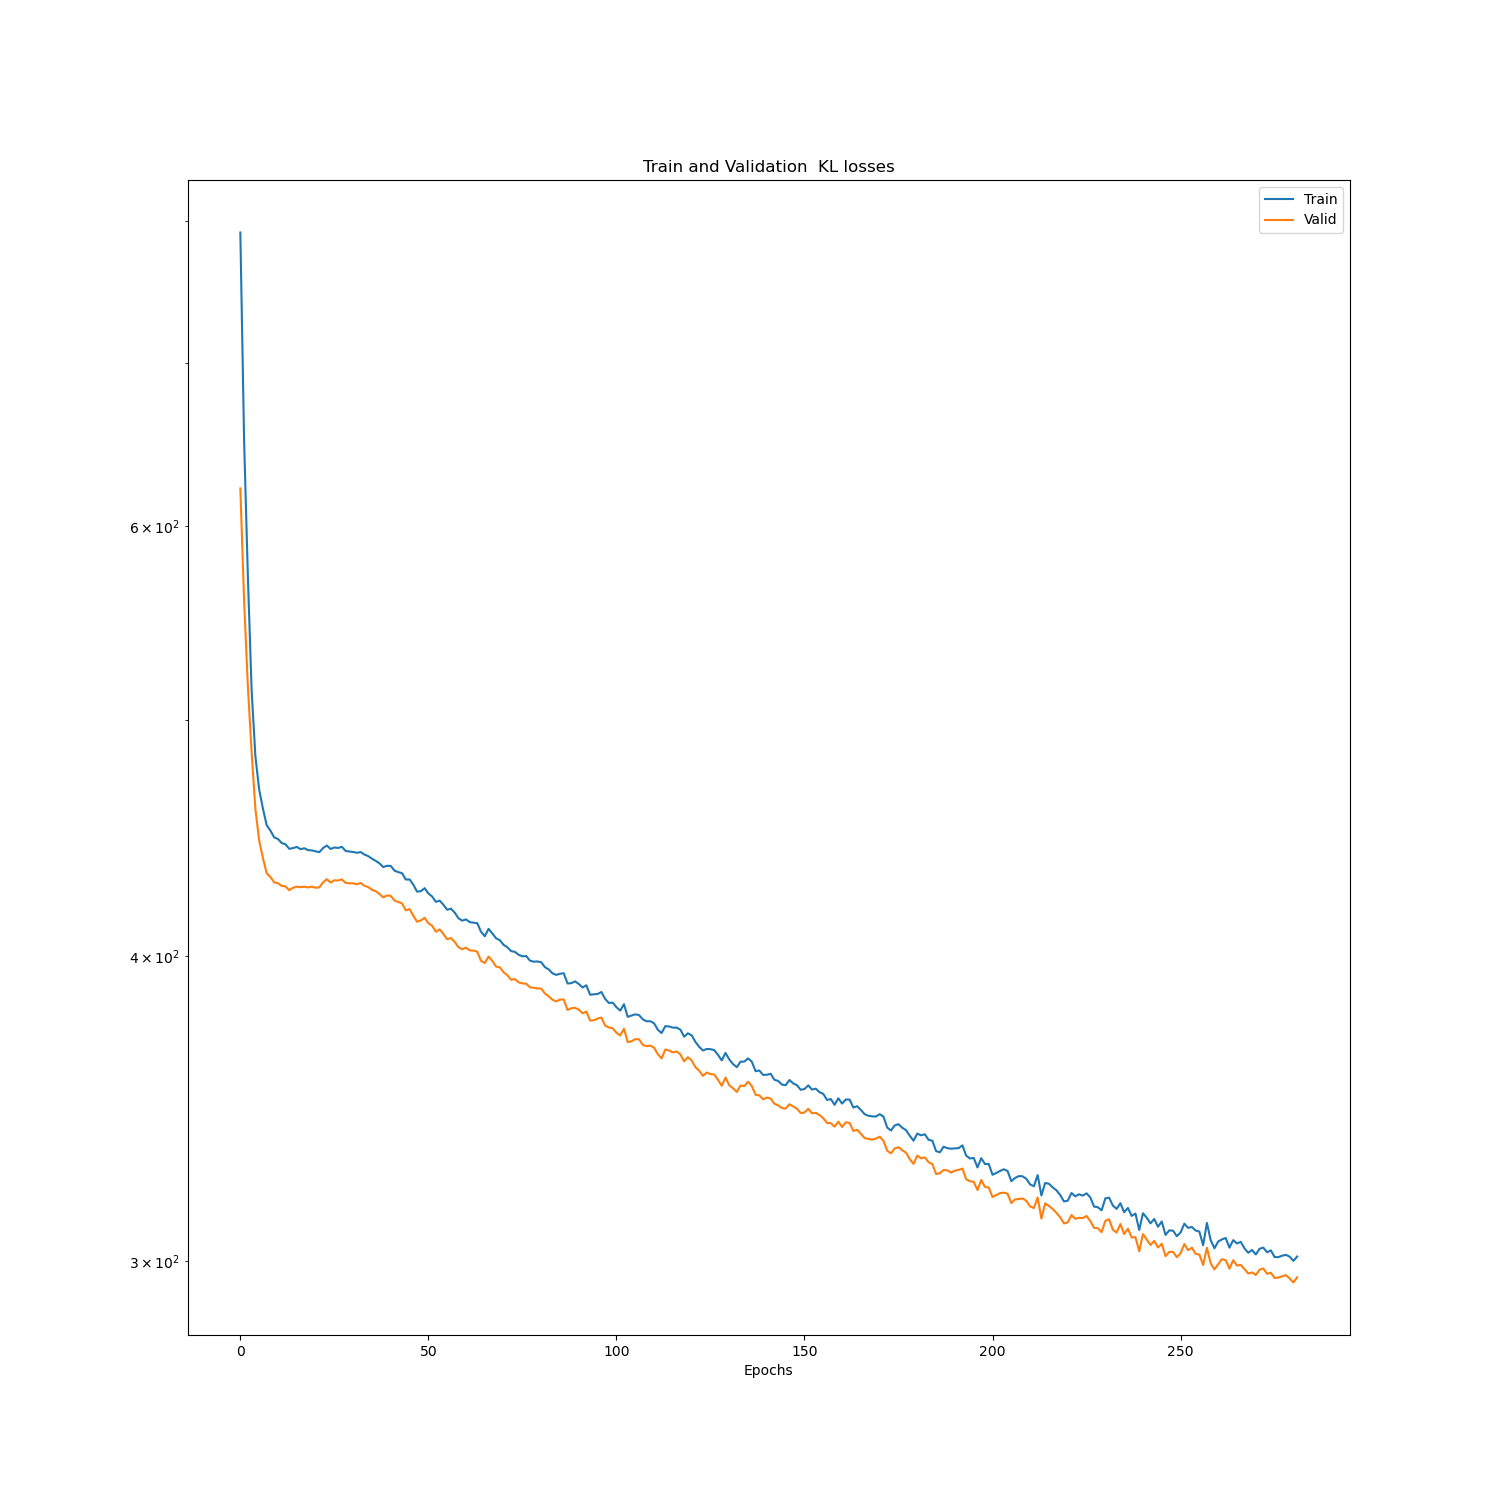 Train and Validation  KL losses
Train
Valid
6 × 10²
4 × 10²
3 × 10²
0 50 100 150 200 250
Epochs